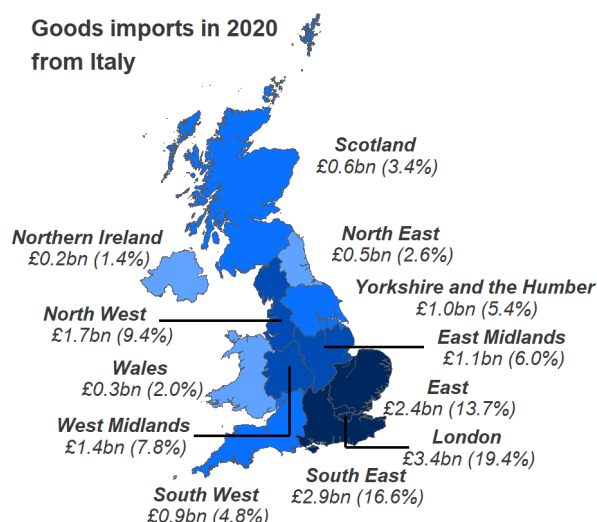 Goods imports in 2020
from Italy
Scotland
£0.6bn (3.4%)
Northern Ireland
£0.2bn (1.4%)
North East
£0.5bn (2.6%)
Yorkshire and the Humber
£1.0bn (5.4%)
North West
£1.7bn (9.4%)
East Midlands
£1.1bn (6.0%)
Wales
£0.3bn (2.0%)
East
£2.4bn (13.7%)
West Midlands
£1.4bn (7.8%)
London
£3.4bn (19.4%)
South East
£2.9bn (16.6%)
South West
£0.9bn (4.8%)